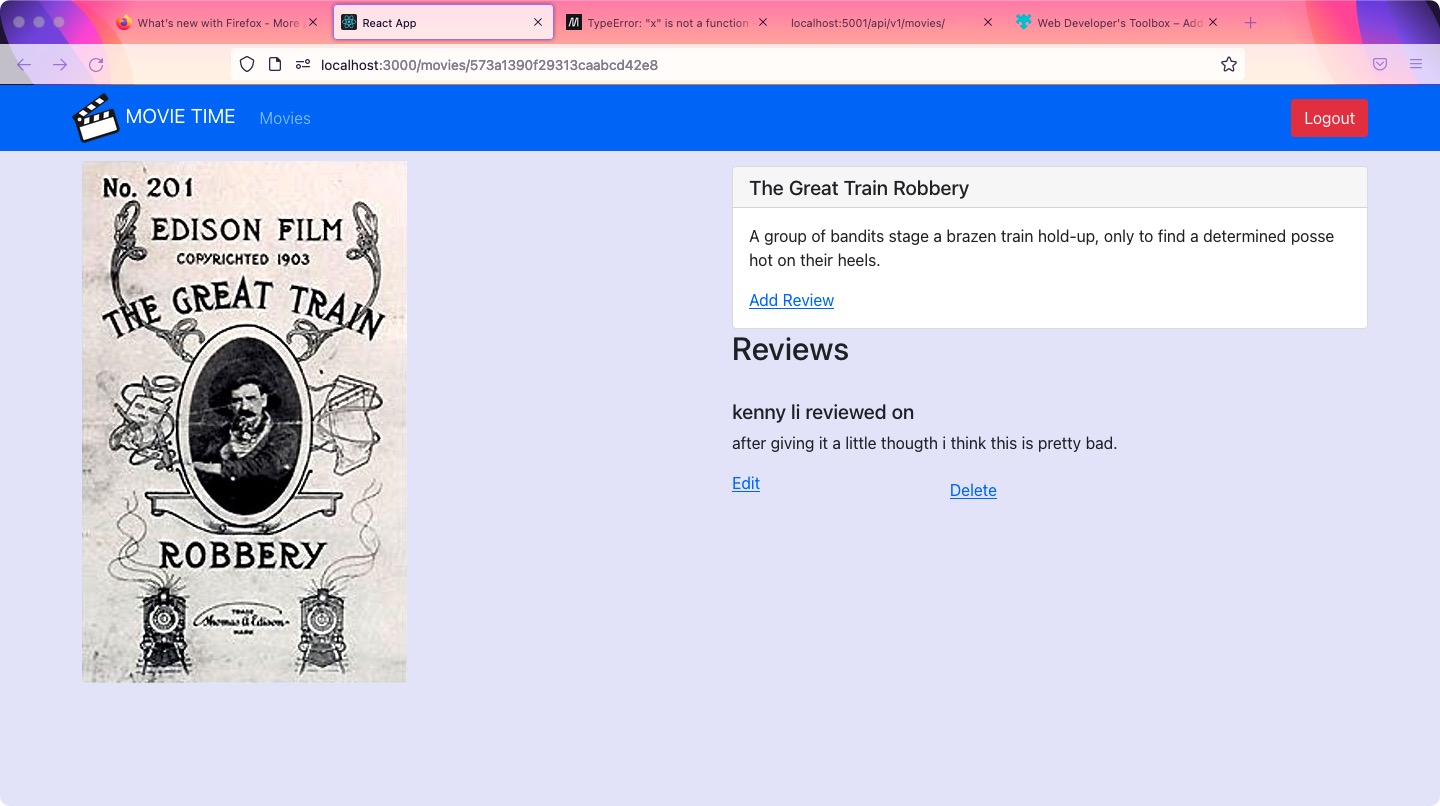 What's new with Firefox - More
React App
TypeError: "x" is not a function
localhost:5001/api/v1/movies/
Web Developer's Toolbox – Add
localhost:3000/movies/573a1390f29313caabcd42e8
MOVIE TIME
Movies
Logout
No. 201
EDISON FILM
COPYRIGHTED 1903
THE GREAT TRAIN
ROBBERY
TRADE
Thomas A Edison
MARK
The Great Train Robbery
A group of bandits stage a brazen train hold-up, only to find a determined posse
hot on their heels.
Add Review
Reviews
kenny li reviewed on
after giving it a little thougth i think this is pretty bad.
Edit
Delete